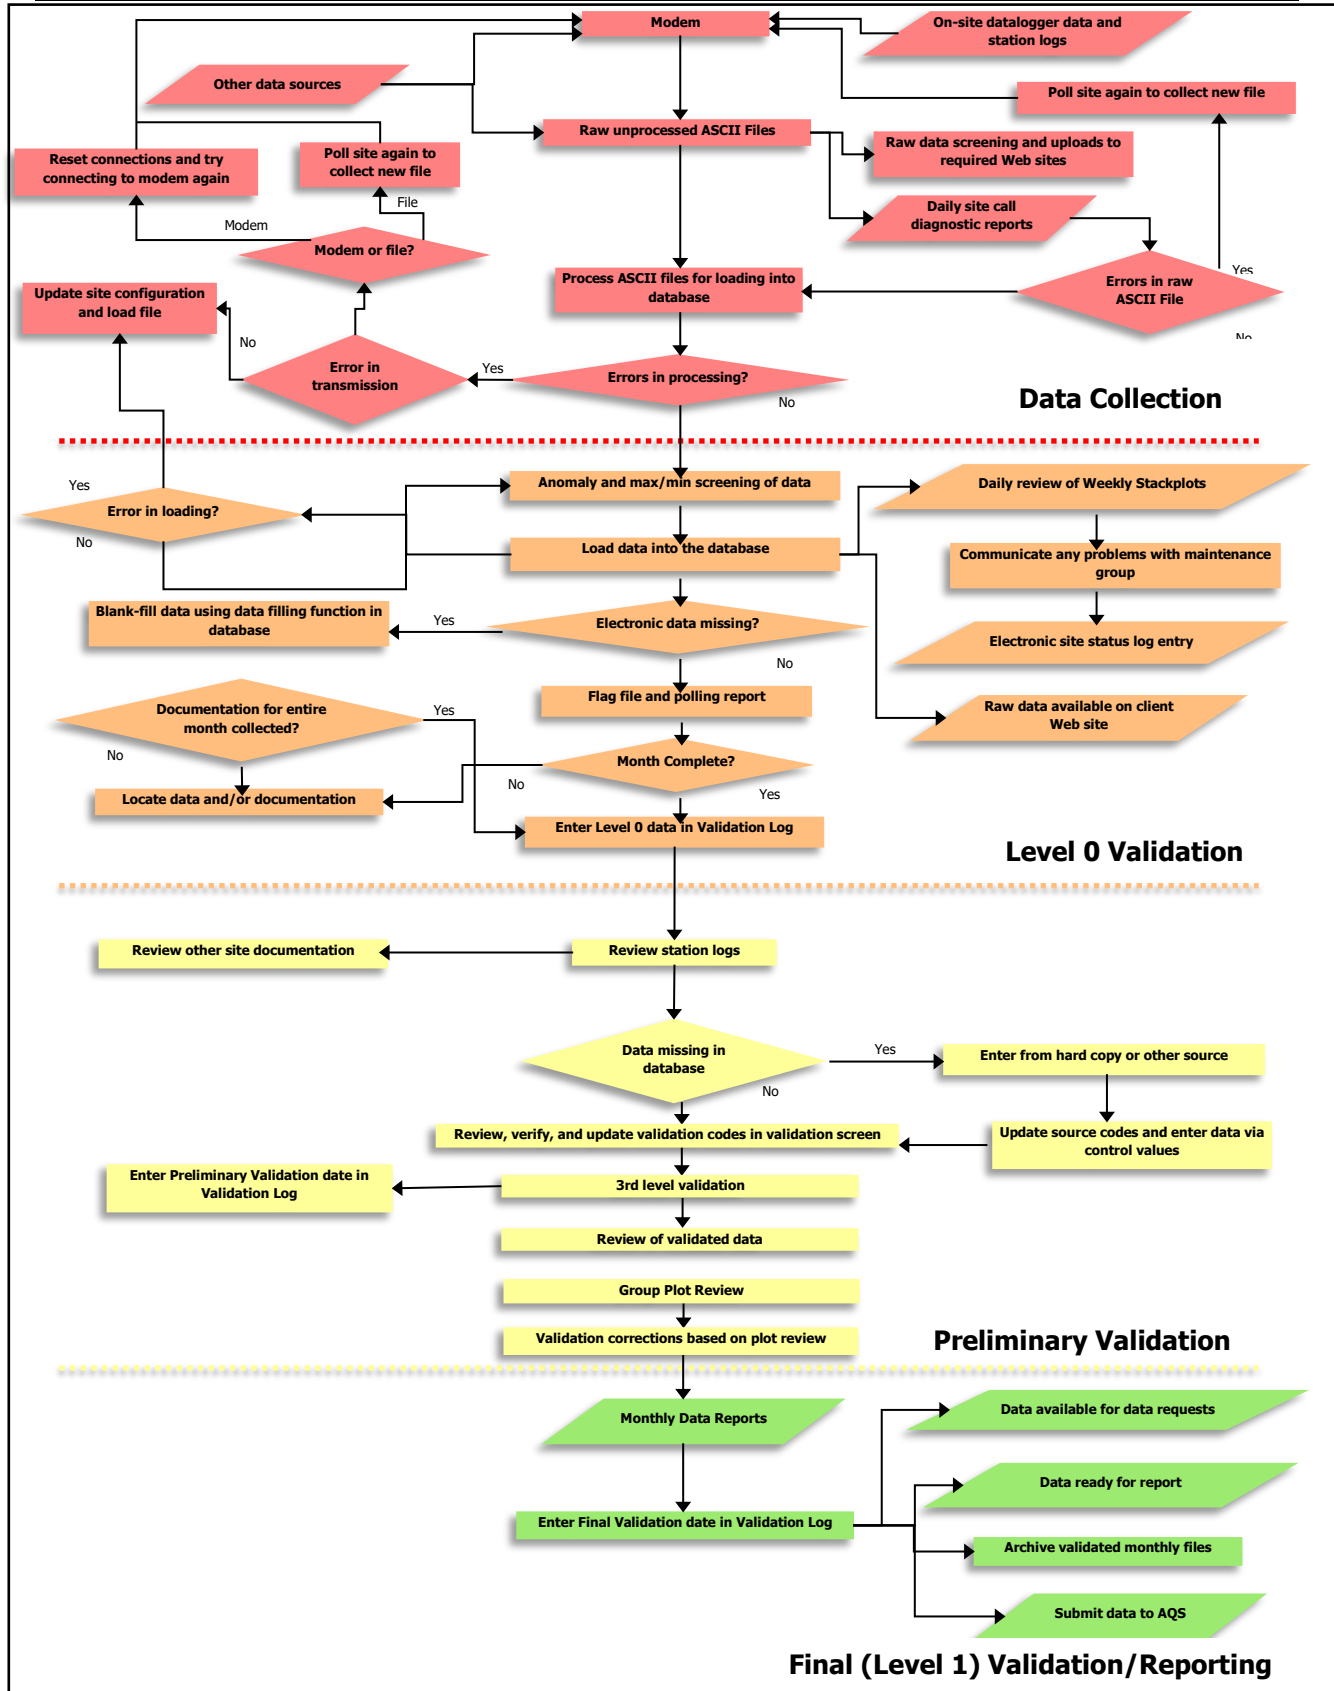 Modem
On-site datalogger data and
station logs
Other data sources
Poll site again to collect new file
Raw unprocessed ASCII Files
Raw data screening and uploads to
required Web sites
Reset connections and try
connecting to modem again
Poll site again to
collect new file
File
Modem
Daily site call
diagnostic reports
Modem or file?
Process ASCII files for loading into
database
Errors in raw
ASCII File
Yes
No
Update site configuration
and load file
No
Error in
transmission
Yes
Errors in processing?
No
Data Collection
Anomaly and max/min screening of data
Daily review of Weekly Stackplots
Yes
Error in loading?
No
Load data into the database
Communicate any problems with maintenance
group
Blank-fill data using data filling function in
database
Yes
Electronic data missing?
No
Electronic site status log entry
Flag file and polling report
Documentation for entire
month collected?
Yes
No
Raw data available on client
Web site
Month Complete?
No
Yes
Locate data and/or documentation
Enter Level 0 data in Validation Log
Level 0 Validation
Review other site documentation
Review station logs
Data missing in
database
Yes
No
Enter from hard copy or other source
Review, verify, and update validation codes in validation screen
Update source codes and enter data via
control values
Enter Preliminary Validation date in
Validation Log
3rd level validation
Review of validated data
Group Plot Review
Validation corrections based on plot review
Preliminary Validation
Monthly Data Reports
Data available for data requests
Data ready for report
Enter Final Validation date in Validation Log
Archive validated monthly files
Submit data to AQS
Final (Level 1) Validation/Reporting